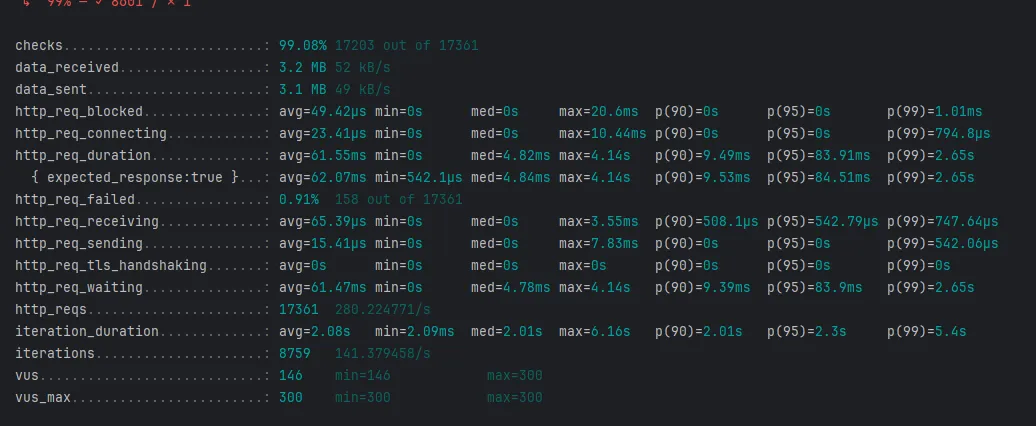 ↳ 99% — ✓ 8601 / ✗ 1
checks.........................: 99.08% 17203 out of 17361
data_received..................: 3.2 MB 52 kB/s
data_sent......................: 3.1 MB 49 kB/s
http_req_blocked...............: avg=49.42µs min=0s med=0s max=20.6ms p(90)=0s p(95)=0s p(99)=1.01ms
http_req_connecting............: avg=23.41µs min=0s med=0s max=10.44ms p(90)=0s p(95)=0s p(99)=794.8µs
http_req_duration..............: avg=61.55ms min=0s med=4.82ms max=4.14s p(90)=9.49ms p(95)=83.91ms p(99)=2.65s
{ expected_response:true }...: avg=62.07ms min=542.1µs med=4.84ms max=4.14s p(90)=9.53ms p(95)=84.51ms p(99)=2.65s
http_req_failed................: 0.91% 158 out of 17361
http_req_receiving.............: avg=65.39µs min=0s med=0s max=3.55ms p(90)=508.1µs p(95)=542.79µs p(99)=747.64µs
http_req_sending...............: avg=15.41µs min=0s med=0s max=7.83ms p(90)=0s p(95)=0s p(99)=542.06µs
http_req_tls_handshaking.......: avg=0s min=0s med=0s max=0s p(90)=0s p(95)=0s p(99)=0s
http_req_waiting...............: avg=61.47ms min=0s med=4.78ms max=4.14s p(90)=9.39ms p(95)=83.9ms p(99)=2.65s
http_reqs......................: 17361 280.224771/s
iteration_duration.............: avg=2.08s min=2.09ms med=2.01s max=6.16s p(90)=2.01s p(95)=2.3s p(99)=5.4s
iterations.....................: 8759 141.379458/s
vus............................: 146 min=146 max=300
vus_max........................: 300 min=300 max=300